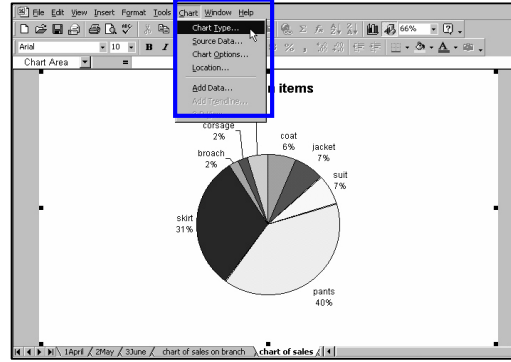 File Edit View Insert Format Tools Chart Window Help
Arial 10 B I 66%
Chart Area =
Chart Type...
Source Data...
Chart Options...
Location...
Add Data...
Add Trendline...
items
corsage
2%
broach
2%
coat
6%
jacket
7%
suit
7%
skirt
31%
pants
40%
1April 2May 3June chart of sales on branch chart of sales